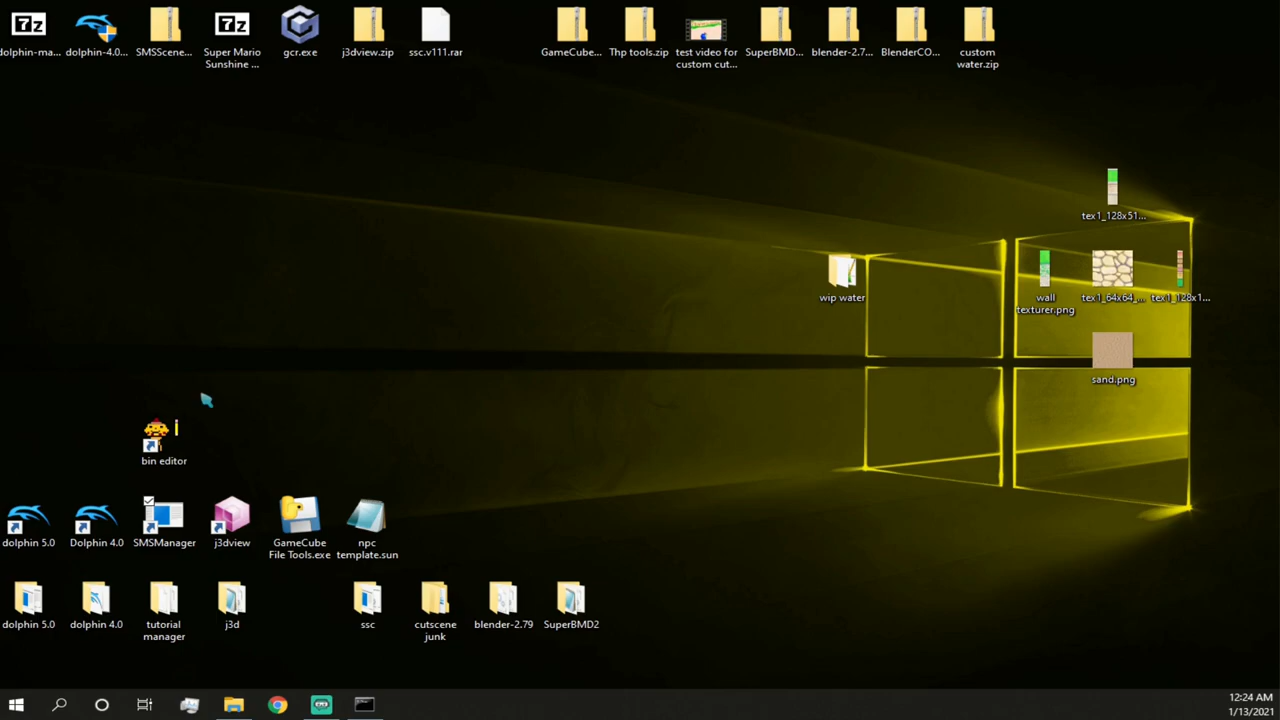 7z
7z
dolphin-ma...
dolphin-4.0...
SMSScene...
Super Mario
Sunshine ...
gcr.exe
j3dview.zip
ssc.v111.rar
GameCube...
Thp tools.zip
test video for
custom cut...
SuperBMD...
blender-2.7...
BlenderCO...
custom
water.zip
tex1_128x51...
wip water
wall
texturer.png
tex1_64x64_...
tex1_128x1...
sand.png
bin editor
dolphin 5.0
Dolphin 4.0
SMSManager
j3dview
GameCube
File Tools.exe
npc
template.sun
dolphin 5.0
dolphin 4.0
tutorial
manager
j3d
ssc
cutscene
junk
blender-2.79
SuperBMD2
12:24 AM
1/13/2021